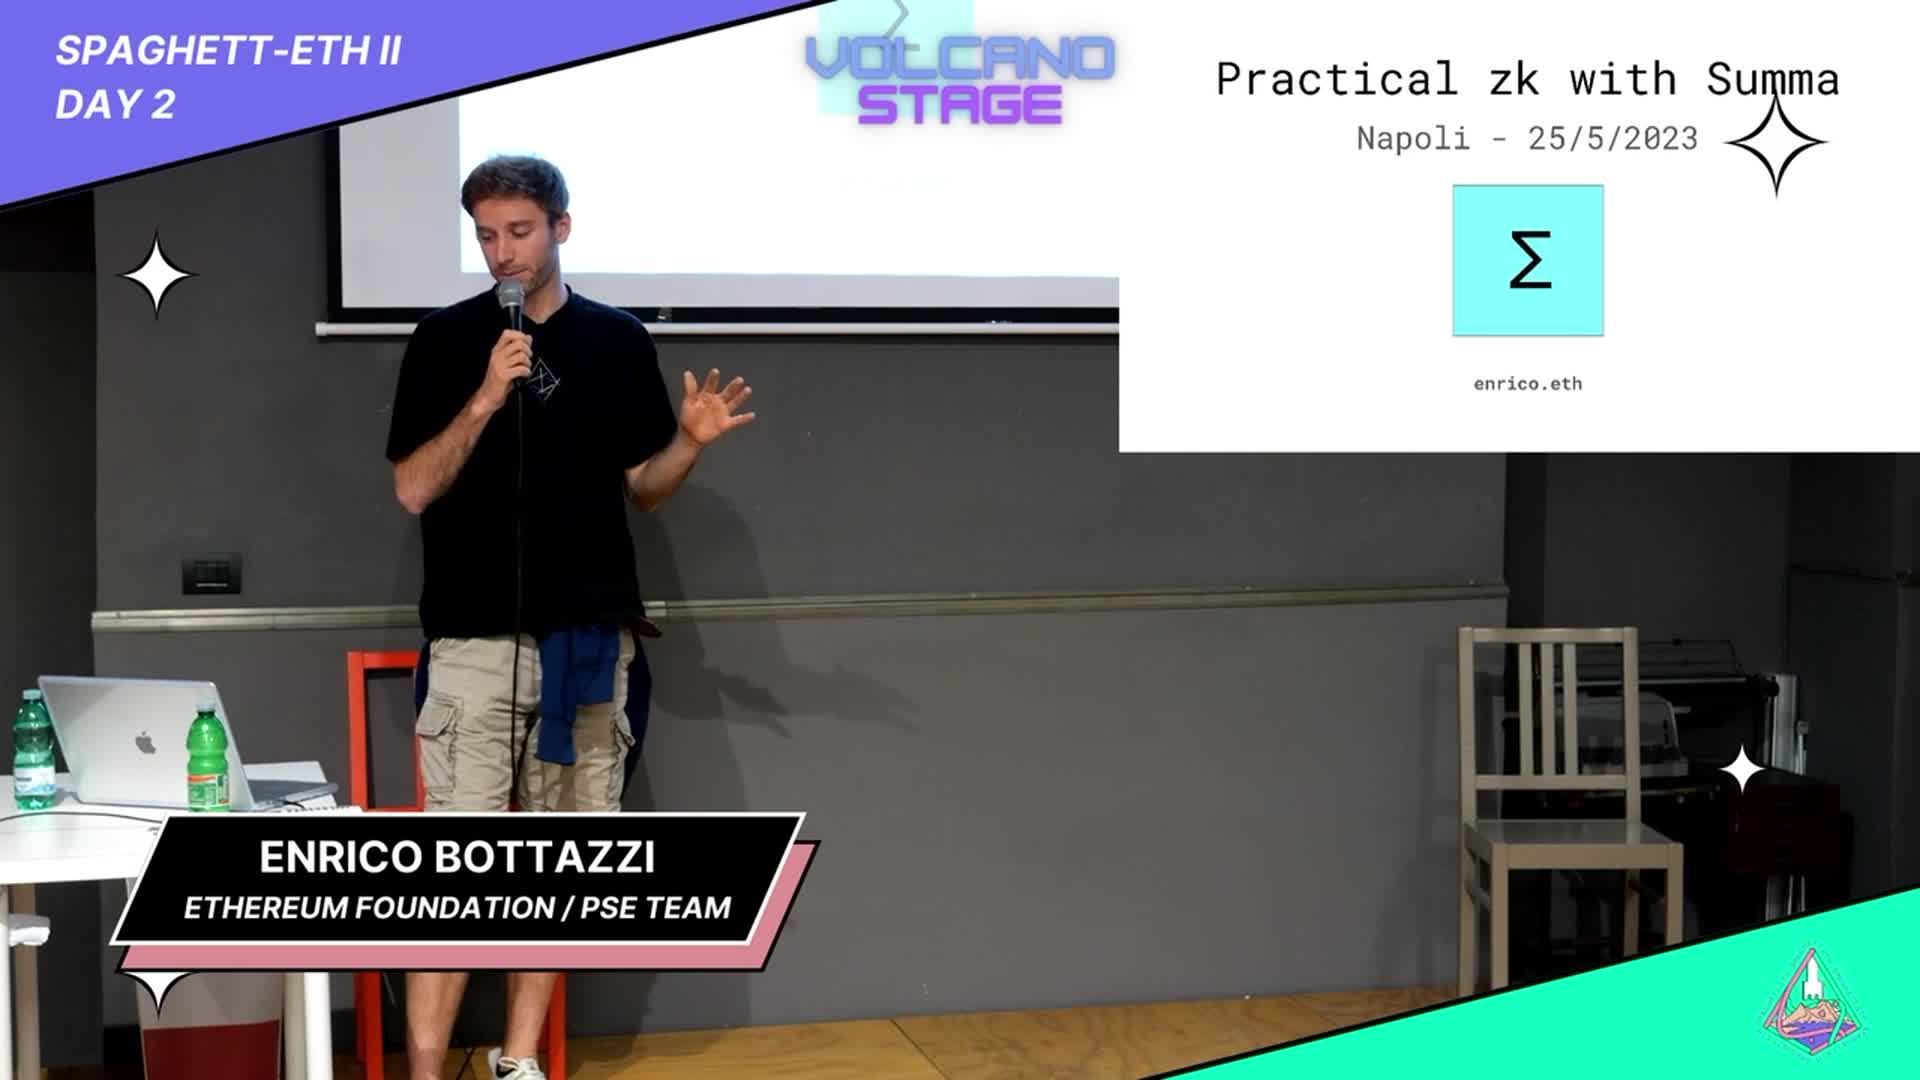 SPAGHETT-ETH II
DAY 2
VOLCANO
STAGE
Practical zk with Summa
Napoli - 25/5/2023
Σ
enrico.eth
ENRICO BOTTAZZI
ETHEREUM FOUNDATION / PSE TEAM